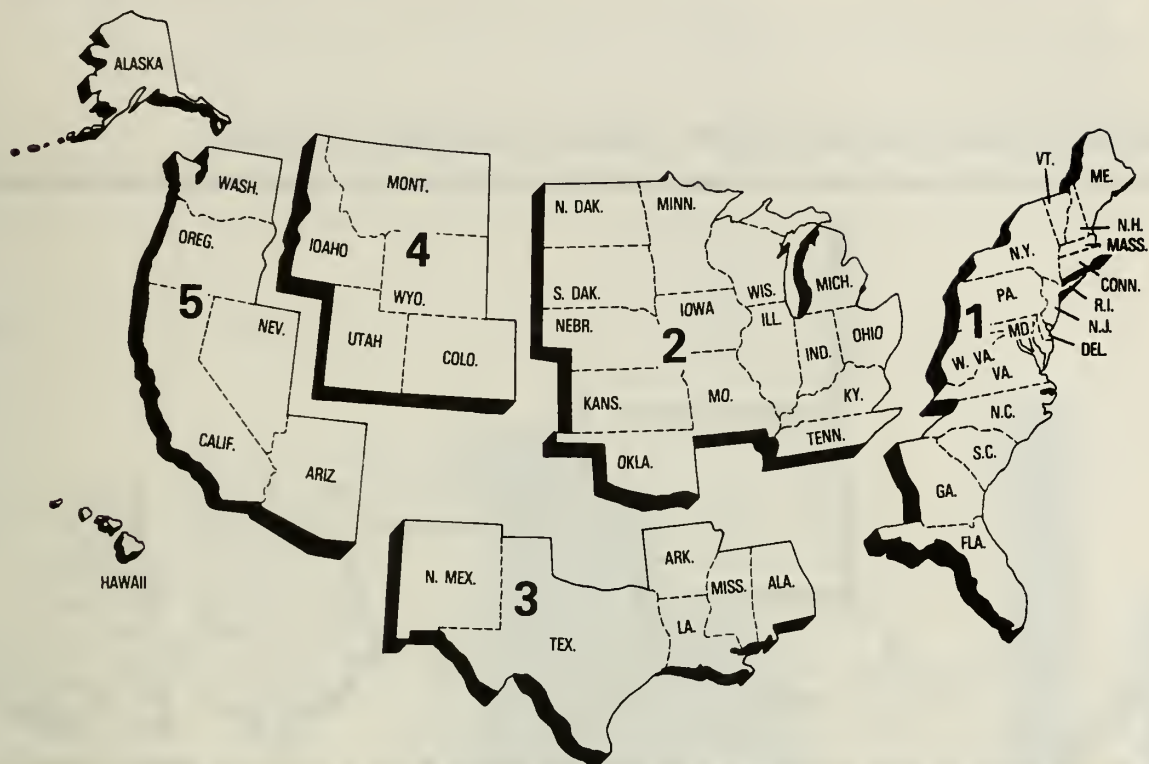 ALASKA
WASH.
OREG.
5
NEV.
CALIF.
ARIZ.
HAWAII
MONT.
IOAHO
4
WYO.
UTAH
COLO.
N. DAK.
MINN.
S. DAK.
WIS.
MICH.
NEBR.
IOWA
ILL.
2
IND.
OHIO
KANS.
MO.
KY.
TENN.
OKLA.
N. MEX.
3
TEX.
ARK.
LA.
MISS.
ALA.
VT.
ME.
N.H.
MASS.
N.Y.
CONN.
R.I.
PA.
N.J.
1
MD.
DEL.
W. VA.
VA.
N.C.
S.C.
GA.
FLA.